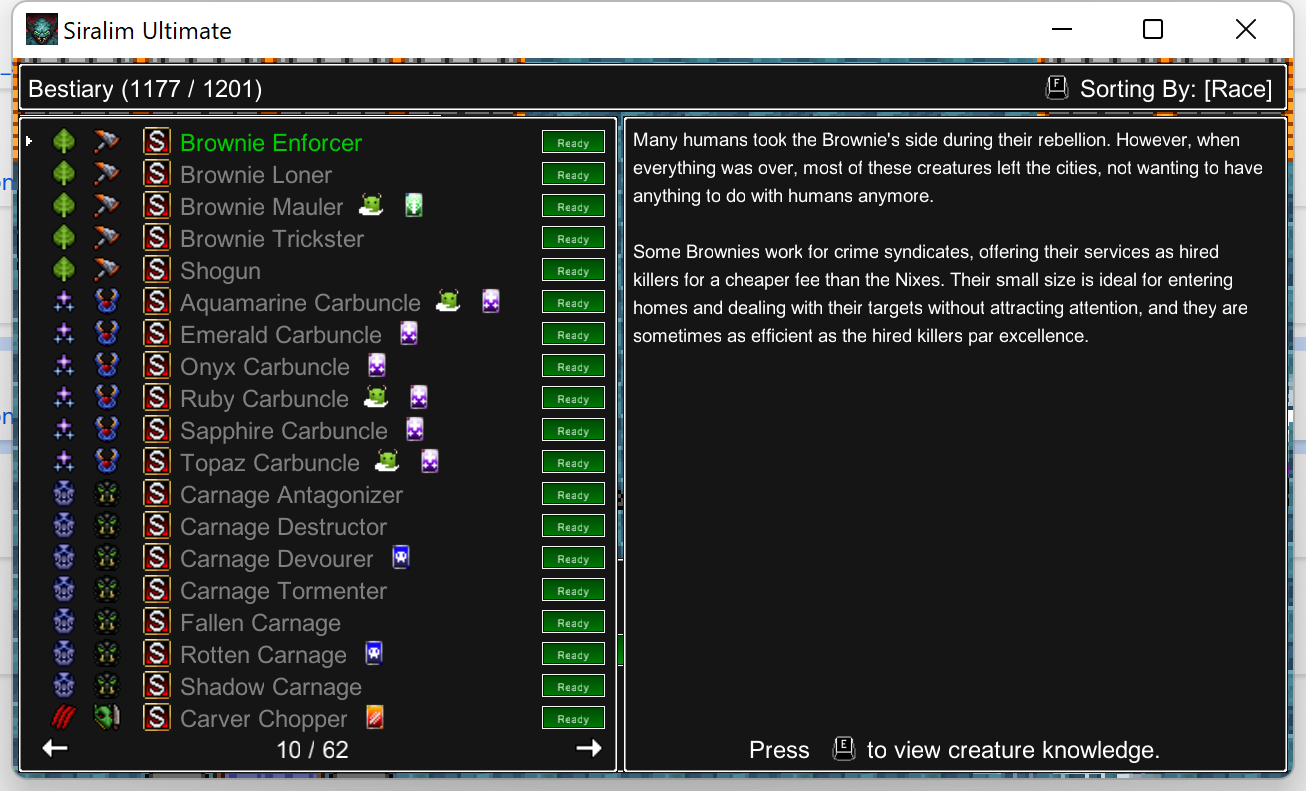 Siralim Ultimate
Bestiary (1177 / 1201)
F Sorting By: [Race]
S Brownie Enforcer Ready
S Brownie Loner Ready
S Brownie Mauler Ready
S Brownie Trickster Ready
S Shogun Ready
S Aquamarine Carbuncle Ready
S Emerald Carbuncle Ready
S Onyx Carbuncle Ready
S Ruby Carbuncle Ready
S Sapphire Carbuncle Ready
S Topaz Carbuncle Ready
S Carnage Antagonizer Ready
S Carnage Destructor Ready
S Carnage Devourer Ready
S Carnage Tormenter Ready
S Fallen Carnage Ready
S Rotten Carnage Ready
S Shadow Carnage Ready
S Carver Chopper Ready
10 / 62
Many humans took the Brownie's side during their rebellion. However, when
everything was over, most of these creatures left the cities, not wanting to have
anything to do with humans anymore.
Some Brownies work for crime syndicates, offering their services as hired
killers for a cheaper fee than the Nixes. Their small size is ideal for entering
homes and dealing with their targets without attracting attention, and they are
sometimes as efficient as the hired killers par excellence.
Press E to view creature knowledge.